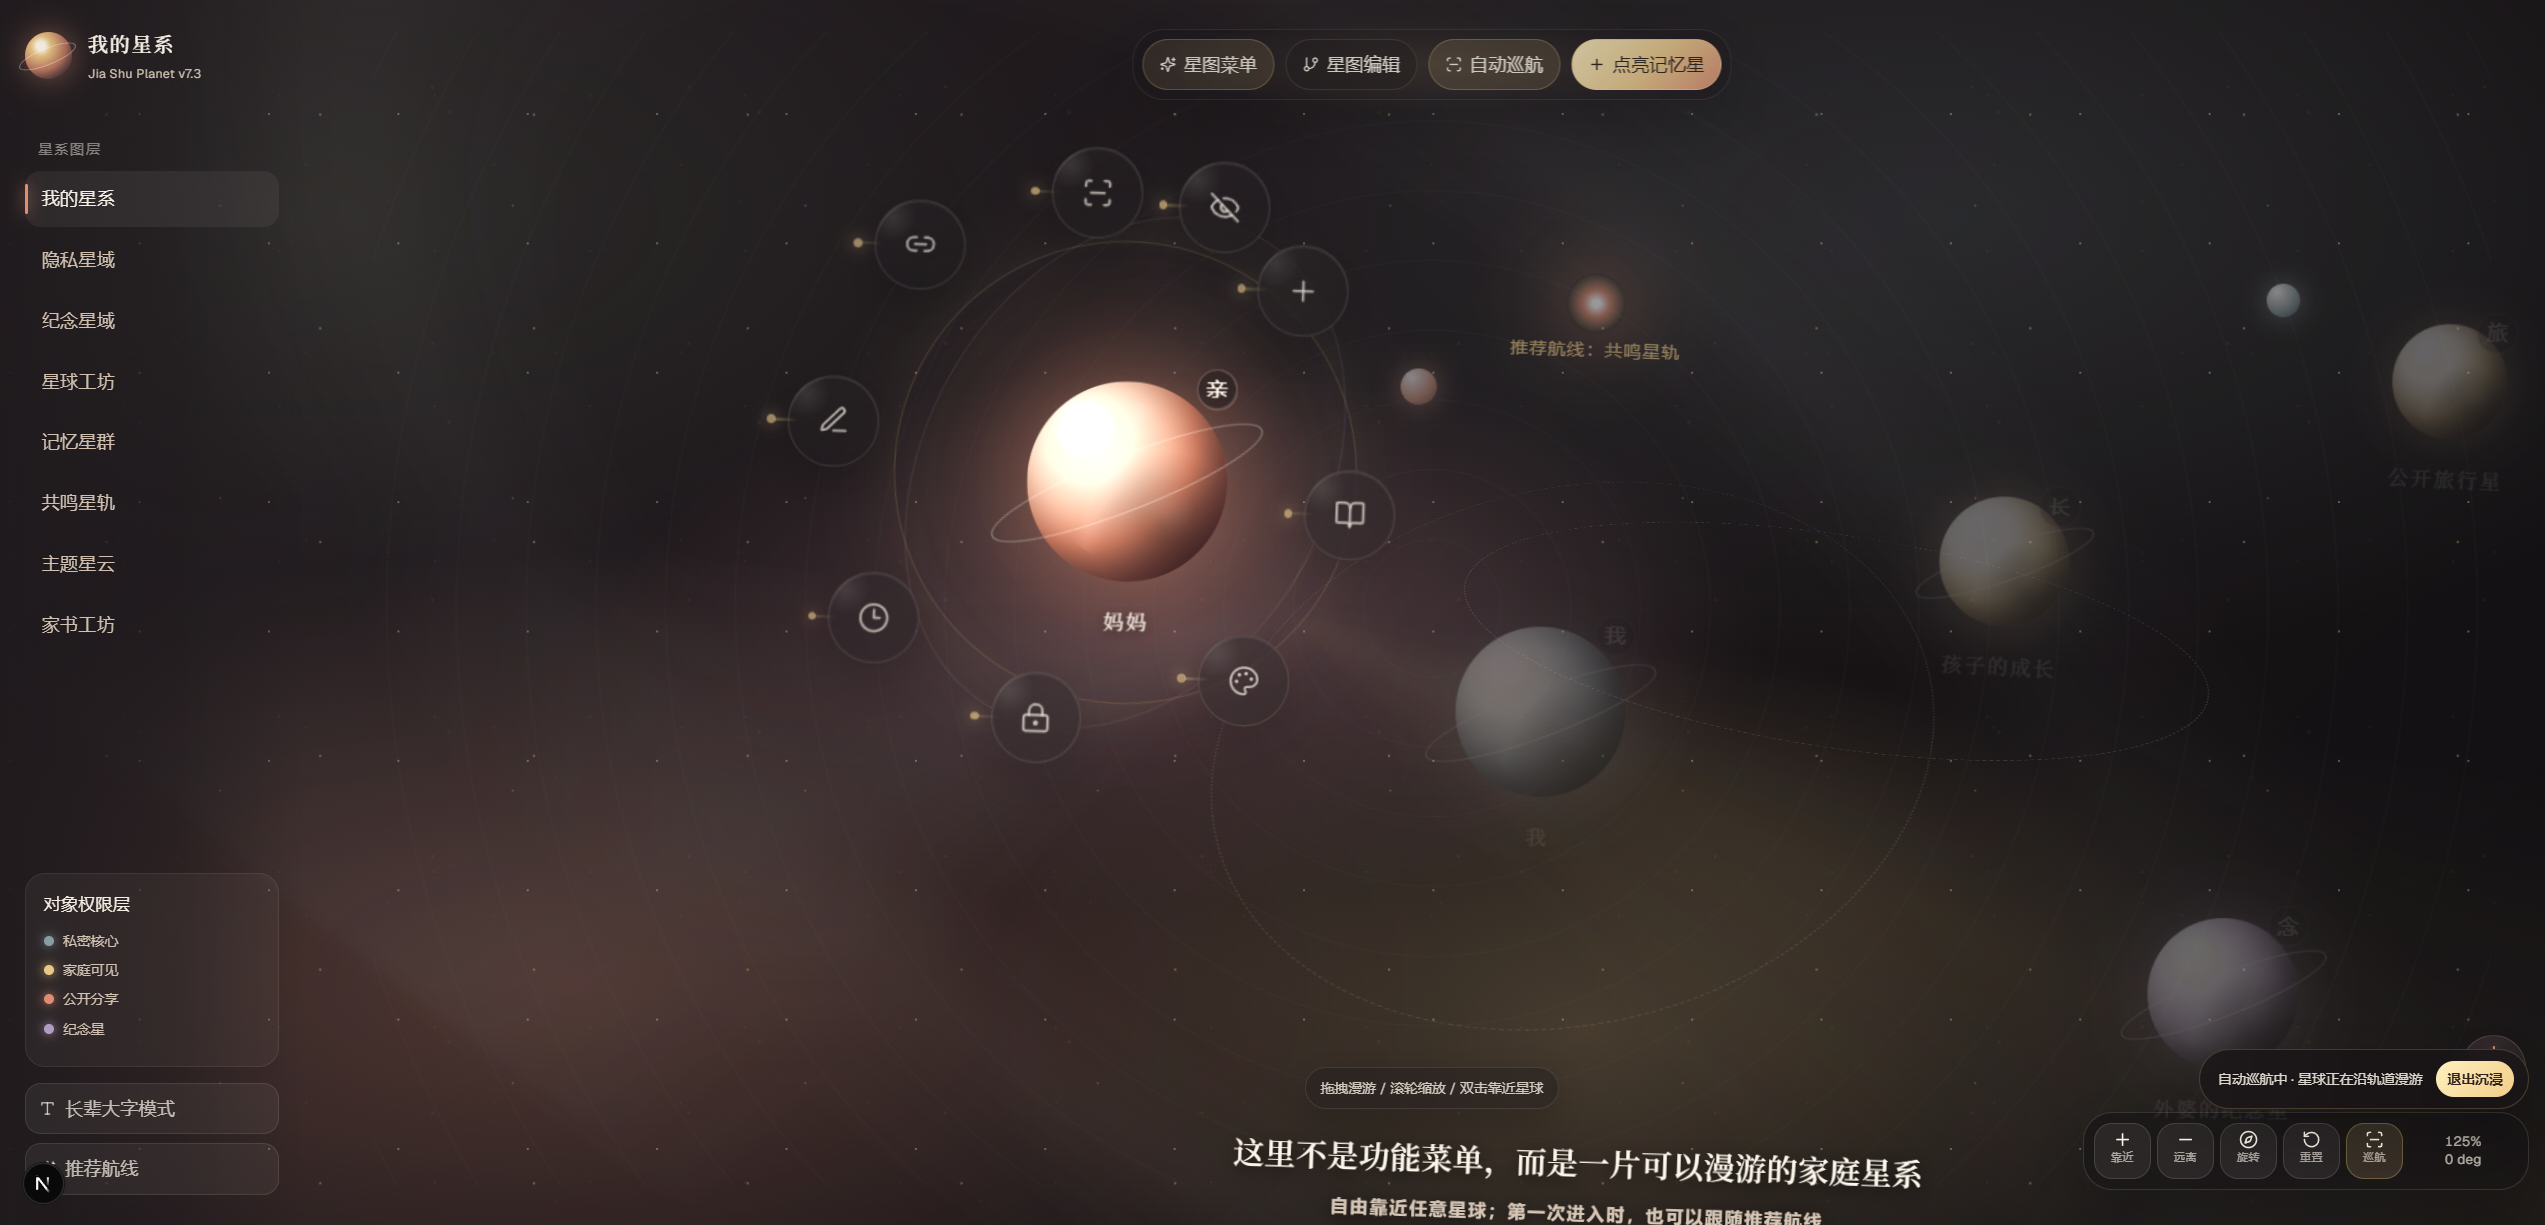 我的星系
Jia Shu Planet v7.3
星图菜单
星图编辑
自动巡航
点亮记忆星
星系图层
我的星系
隐私星域
纪念星域
星球工坊
记忆星群
共鸣星轨
主题星云
家书工坊
亲
妈妈
推荐航线：共鸣星轨
旅
公开旅行星
长
孩子的成长
我
我
念
对象权限层
私密核心
家庭可见
公开分享
纪念星
长辈大字模式
推荐航线
N
拖拽漫游 / 滚轮缩放 / 双击靠近星球
这里不是功能菜单，而是一片可以漫游的家庭星系
自由靠近任意星球；第一次进入时，也可以跟随推荐航线
自动巡航中 · 星球正在沿轨道漫游
退出沉浸
外婆的纪念星
靠近
远离
旋转
重置
巡航
125%
0 deg